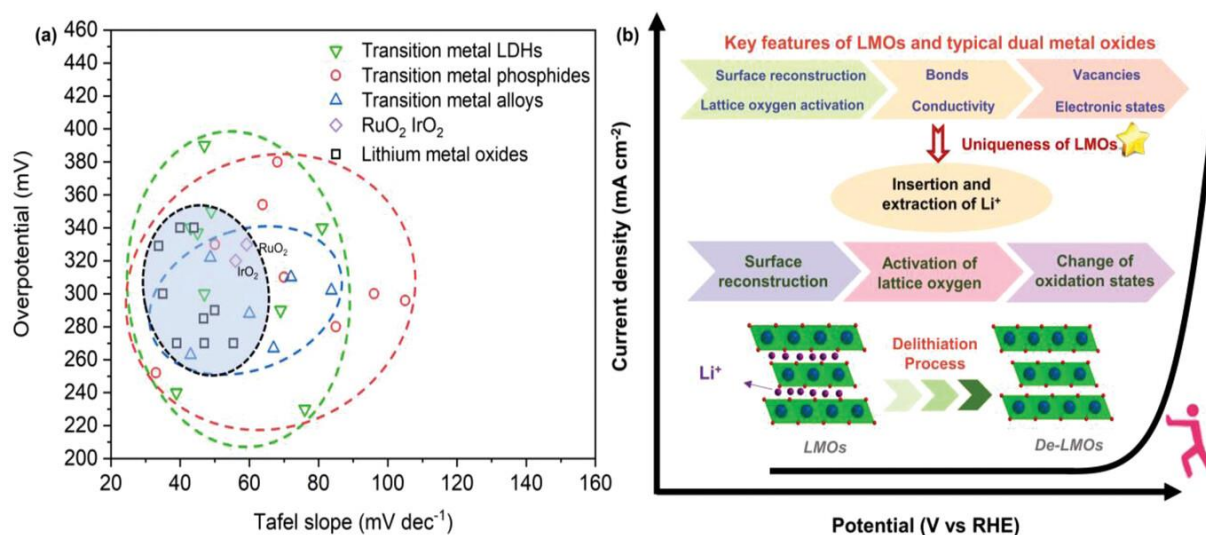 (a)
460
440
420
400
380
360
340
320
300
280
260
240
220
200
Overpotential (mV)
Transition metal LDHs
Transition metal phosphides
Transition metal alloys
RuO₂ IrO₂
Lithium metal oxides
RuO₂
IrO₂
20 40 60 80 100 120 140 160
Tafel slope (mV dec⁻¹)
(b)
Current density (mA cm⁻²)
Key features of LMOs and typical dual metal oxides
Surface reconstruction
Lattice oxygen activation
Bonds
Conductivity
Vacancies
Electronic states
Uniqueness of LMOs
Insertion and
extraction of Li⁺
Surface
reconstruction
Activation of
lattice oxygen
Change of
oxidation states
Li⁺
Delithiation
Process
LMOs
De-LMOs
Potential (V vs RHE)